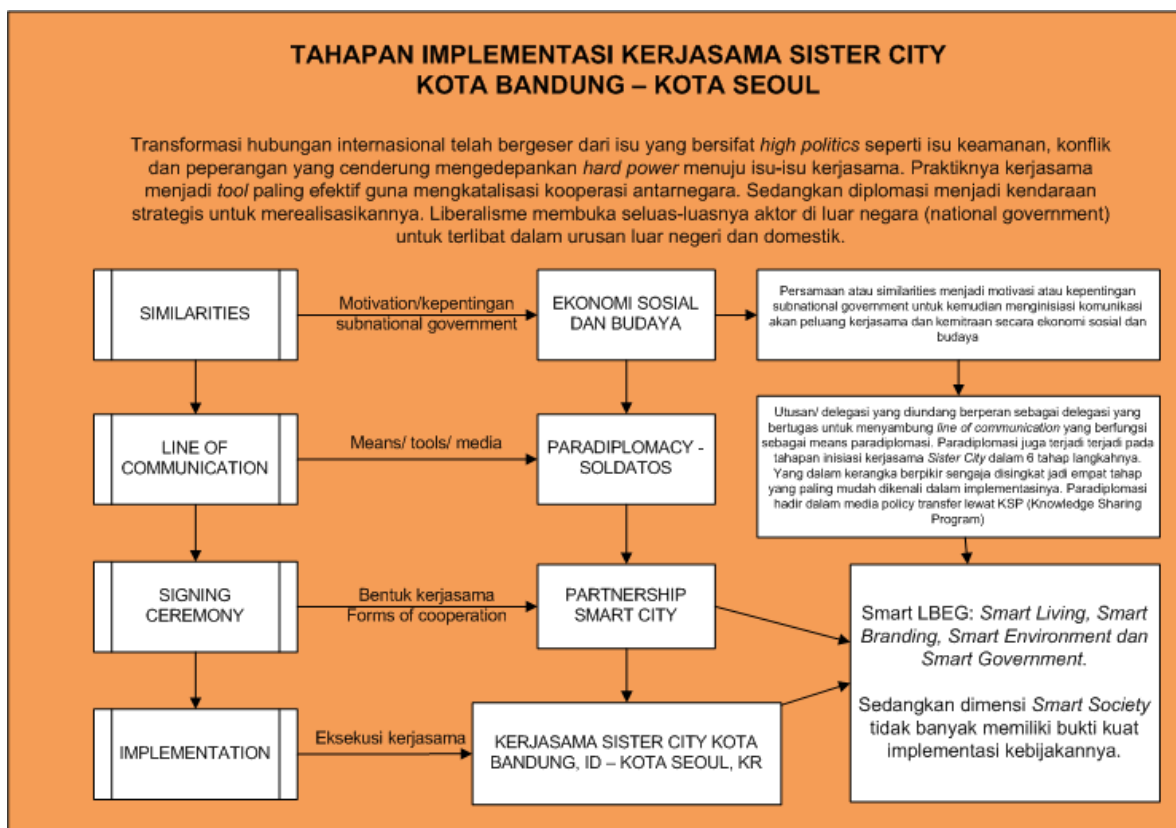 TAHAPAN IMPLEMENTASI KERJASAMA SISTER CITY
KOTA BANDUNG – KOTA SEOUL
Transformasi hubungan internasional telah bergeser dari isu yang bersifat high politics seperti isu keamanan, konflik
dan peperangan yang cenderung mengedepankan hard power menuju isu-isu kerjasama. Praktiknya kerjasama
menjadi tool paling efektif guna mengkatalisasi kooperasi antarnegara. Sedangkan diplomasi menjadi kendaraan
strategis untuk merealisasikannya. Liberalisme membuka seluas-luasnya aktor di luar negara (national government)
untuk terlibat dalam urusan luar negeri dan domestik.
SIMILARITIES
Motivation/kepentingan
subnational government
EKONOMI SOSIAL
DAN BUDAYA
Persamaan atau similarities menjadi motivasi atau kepentingan
subnational government untuk kemudian menginisiasi komunikasi
akan peluang kerjasama dan kemitraan secara ekonomi sosial dan
budaya
LINE OF
COMMUNICATION
Means/ tools/ media
PARADIPLOMACY -
SOLDATOS
Utusan/ delegasi yang diundang berperan sebagai delegasi yang
bertugas untuk menyambung line of communication yang berfungsi
sebagai means paradiplomasi. Paradiplomasi juga terjadi terjadi pada
tahapan inisiasi kerjasama Sister City dalam 6 tahap langkahnya.
Yang dalam kerangka berpikir sengaja disingkat jadi empat tahap
yang paling mudah dikenali dalam implementasinya. Paradiplomasi
hadir dalam media policy transfer lewat KSP (Knowledge Sharing
Program)
SIGNING
CEREMONY
Bentuk kerjasama
Forms of cooperation
PARTNERSHIP
SMART CITY
Smart LBEG: Smart Living, Smart
Branding, Smart Environment dan
Smart Government.
Sedangkan dimensi Smart Society
tidak banyak memiliki bukti kuat
implementasi kebijakannya.
IMPLEMENTATION
Eksekusi kerjasama
KERJASAMA SISTER CITY KOTA
BANDUNG, ID – KOTA SEOUL, KR